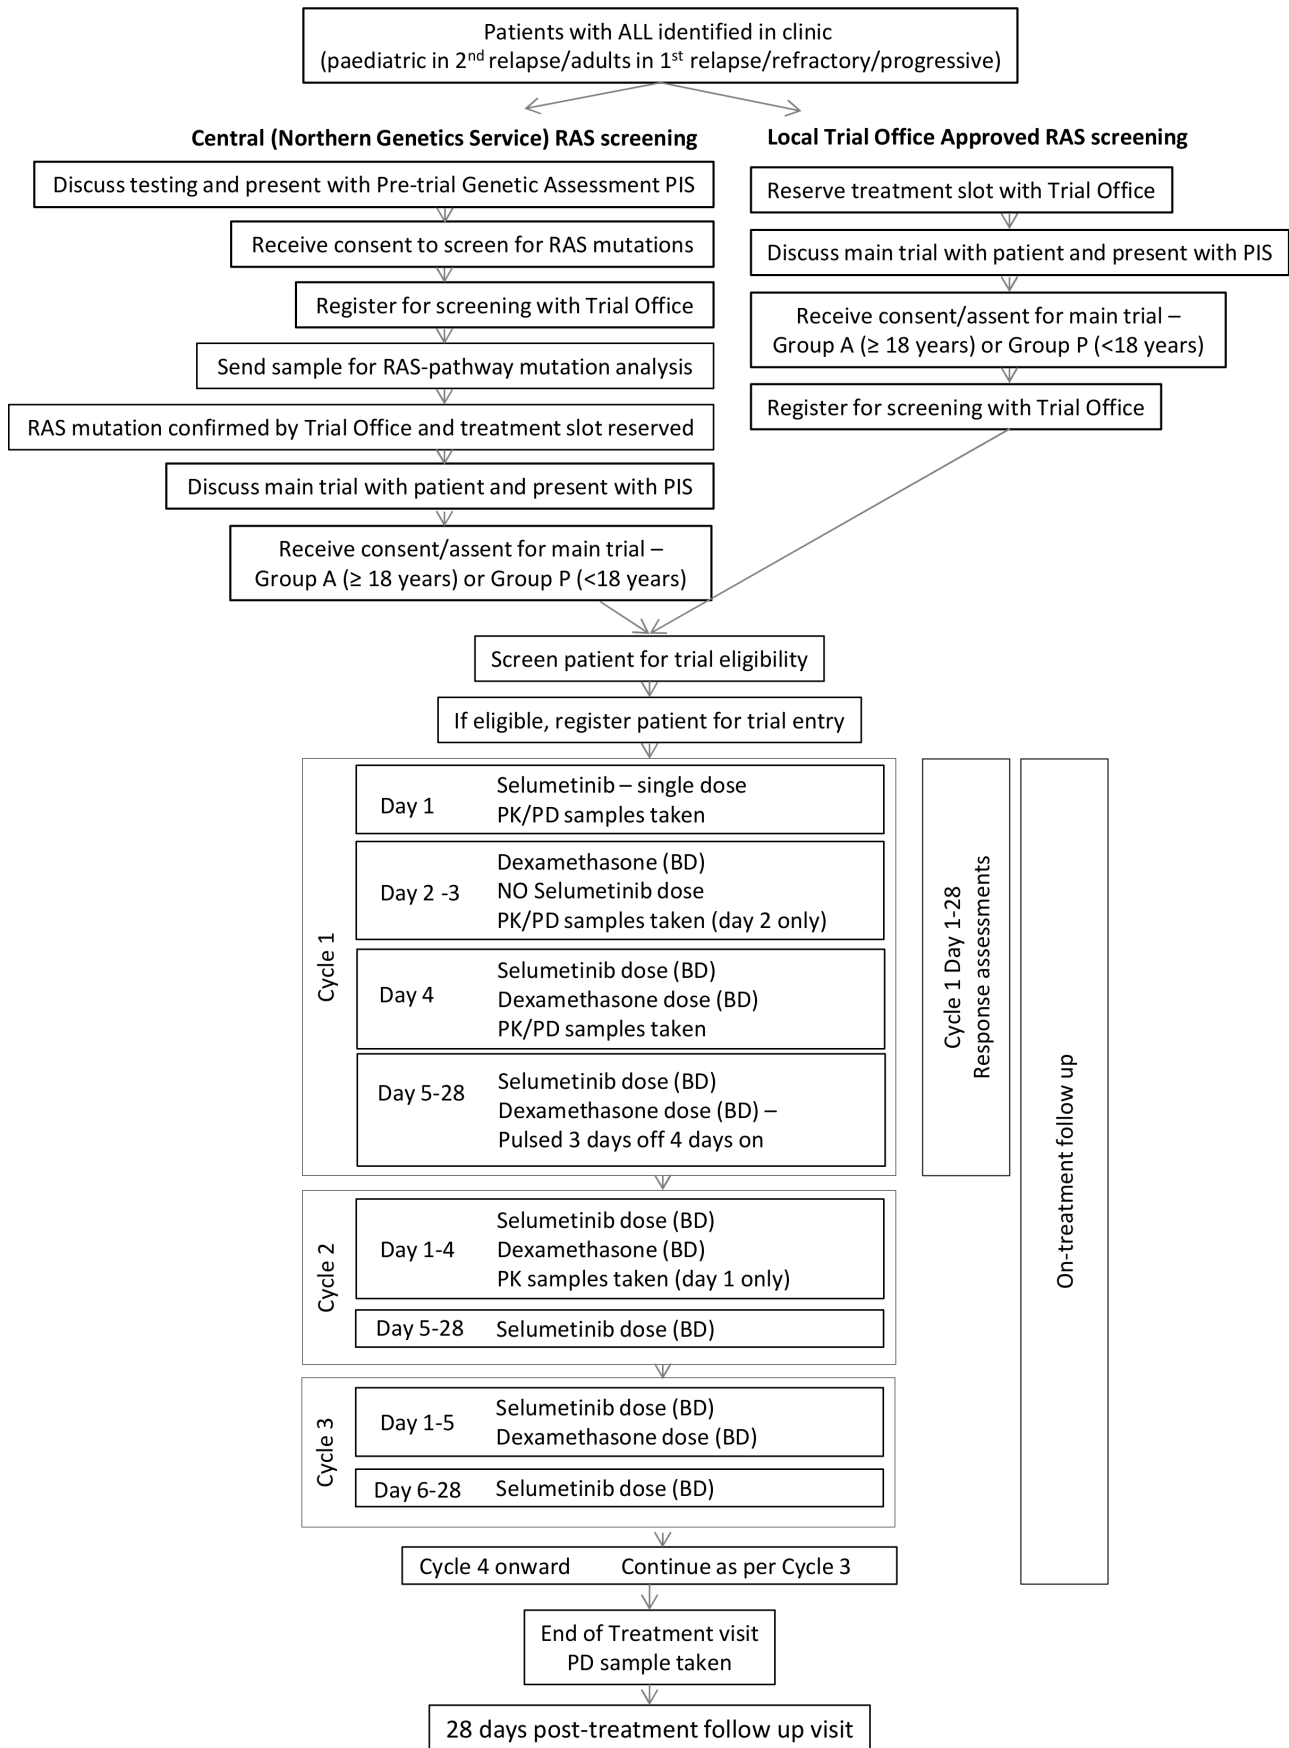 Patients with ALL identified in clinic
(paediatric in 2nd relapse/adults in 1st relapse/refractory/progressive)
Central (Northern Genetics Service) RAS screening
Discuss testing and present with Pre-trial Genetic Assessment PIS
Receive consent to screen for RAS mutations
Register for screening with Trial Office
Send sample for RAS-pathway mutation analysis
RAS mutation confirmed by Trial Office and treatment slot reserved
Discuss main trial with patient and present with PIS
Receive consent/assent for main trial –
Group A (≥ 18 years) or Group P (<18 years)
Local Trial Office Approved RAS screening
Reserve treatment slot with Trial Office
Discuss main trial with patient and present with PIS
Receive consent/assent for main trial –
Group A (≥ 18 years) or Group P (<18 years)
Register for screening with Trial Office
Screen patient for trial eligibility
If eligible, register patient for trial entry
Cycle 1
Day 1
Selumetinib – single dose
PK/PD samples taken
Day 2 -3
Dexamethasone (BD)
NO Selumetinib dose
PK/PD samples taken (day 2 only)
Day 4
Selumetinib dose (BD)
Dexamethasone dose (BD)
PK/PD samples taken
Day 5-28
Selumetinib dose (BD)
Dexamethasone dose (BD) –
Pulsed 3 days off 4 days on
Cycle 1 Day 1-28
Response assessments
On-treatment follow up
Cycle 2
Day 1-4
Selumetinib dose (BD)
Dexamethasone (BD)
PK samples taken (day 1 only)
Day 5-28
Selumetinib dose (BD)
Cycle 3
Day 1-5
Selumetinib dose (BD)
Dexamethasone dose (BD)
Day 6-28
Selumetinib dose (BD)
Cycle 4 onward Continue as per Cycle 3
End of Treatment visit
PD sample taken
28 days post-treatment follow up visit